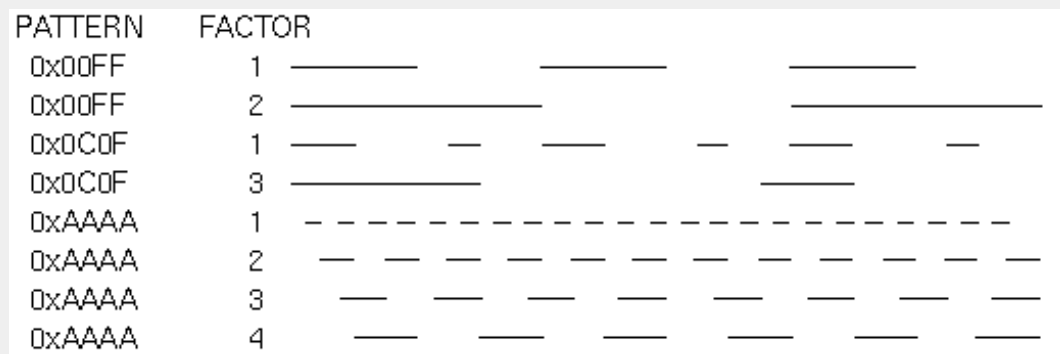 PATTERN FACTOR
0x00FF 1
0x00FF 2
0x0C0F 1
0x0C0F 3
0xAAAA 1
0xAAAA 2
0xAAAA 3
0xAAAA 4